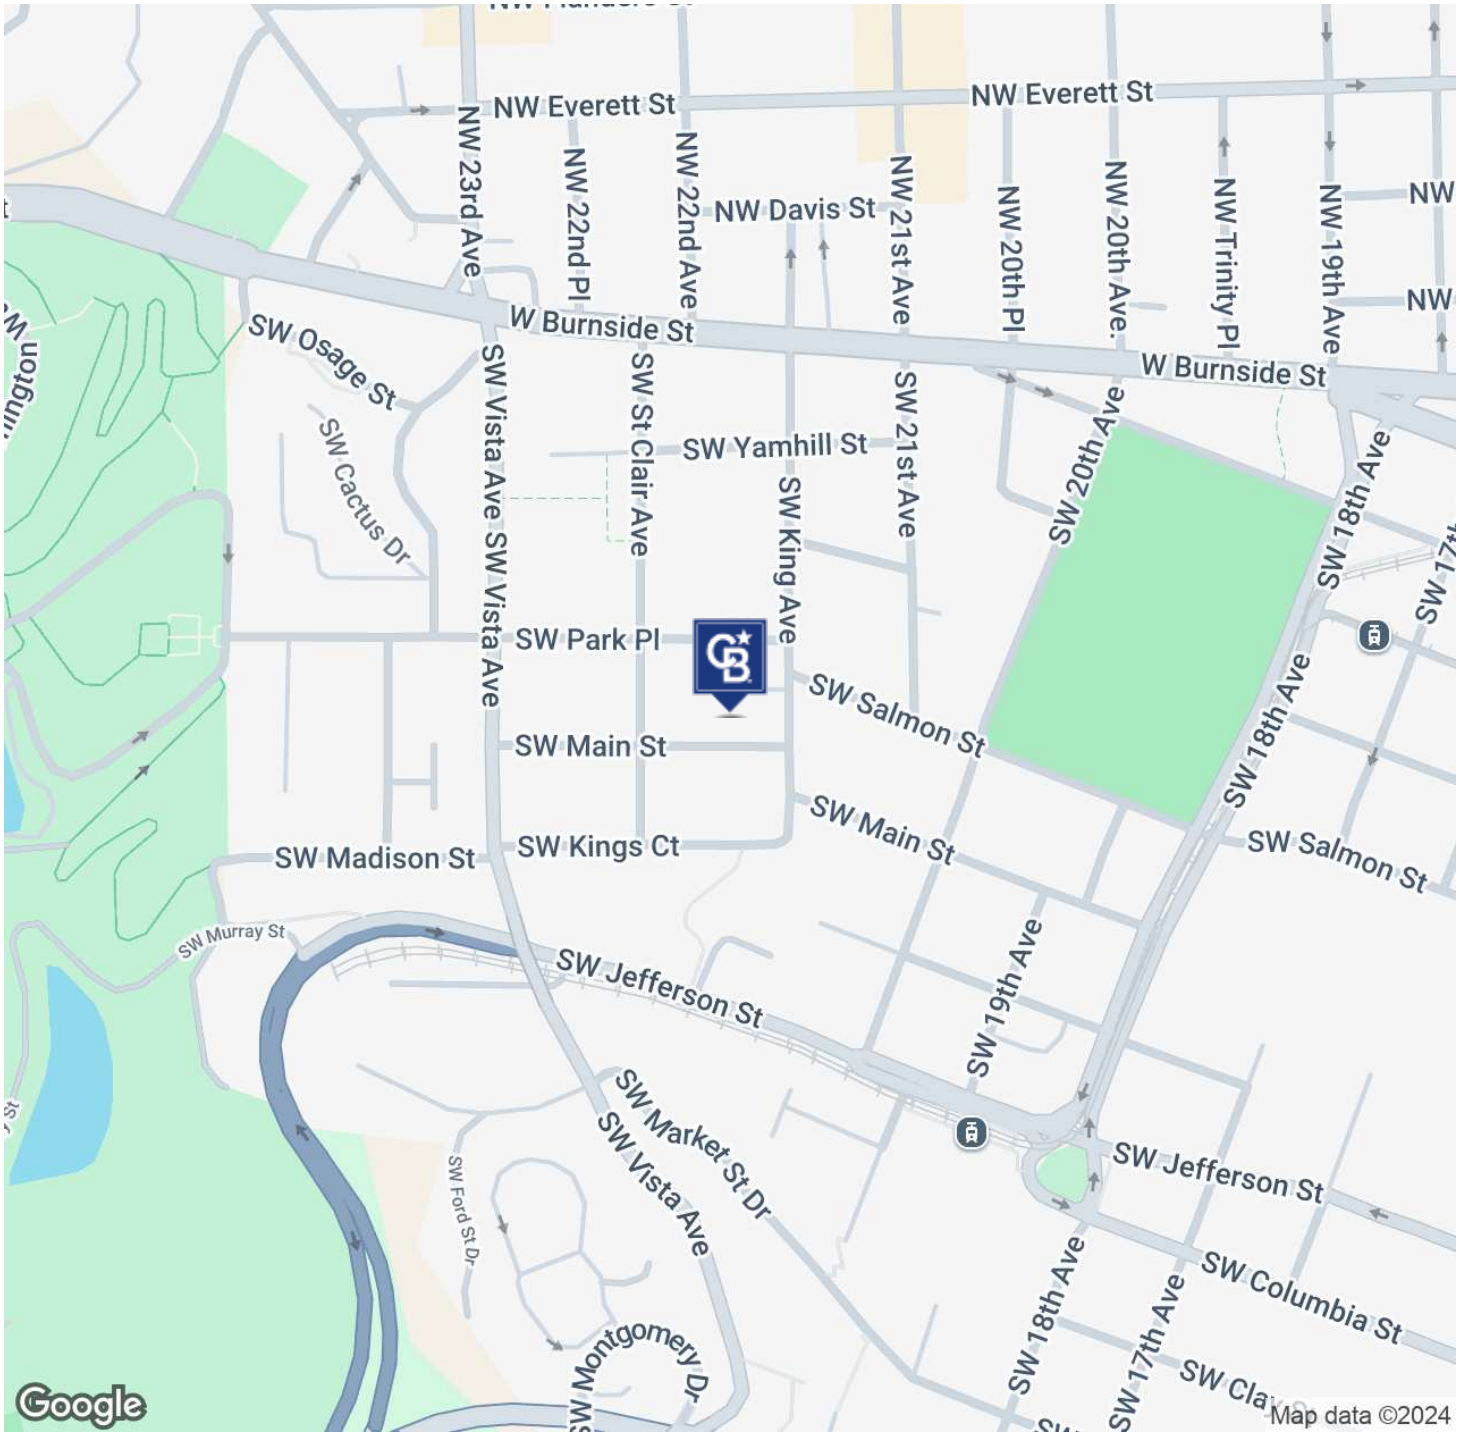 NW Everett St
NW Everett St
NW 23rd Ave
NW 22nd Pl
NW 22nd Ave
NW Davis St
NW 21st Ave
NW 20th Pl
NW 20th Ave.
NW Trinity Pl
NW 19th Ave
NW
NW
W Burnside St
W Burnside St
SW Osage St
SW Cactus Dr
SW Vista Ave
SW Vista Ave
SW St Clair Ave
SW Yamhill St
SW King Ave
SW 21st Ave
SW 20th Ave
SW 18th Ave
SW 17th
SW Park Pl
CB
SW Salmon St
SW 18th Ave
SW Main St
SW Main St
SW Salmon St
SW Madison St
SW Kings Ct
SW Murray St
SW Jefferson St
SW 19th Ave
SW Market St Dr
SW Vista Ave
SW Ford St Dr
SW Jefferson St
SW Columbia St
SW 18th Ave
SW 17th Ave
SW Montgomery Dr
SW Clay
Google
Map data ©2024